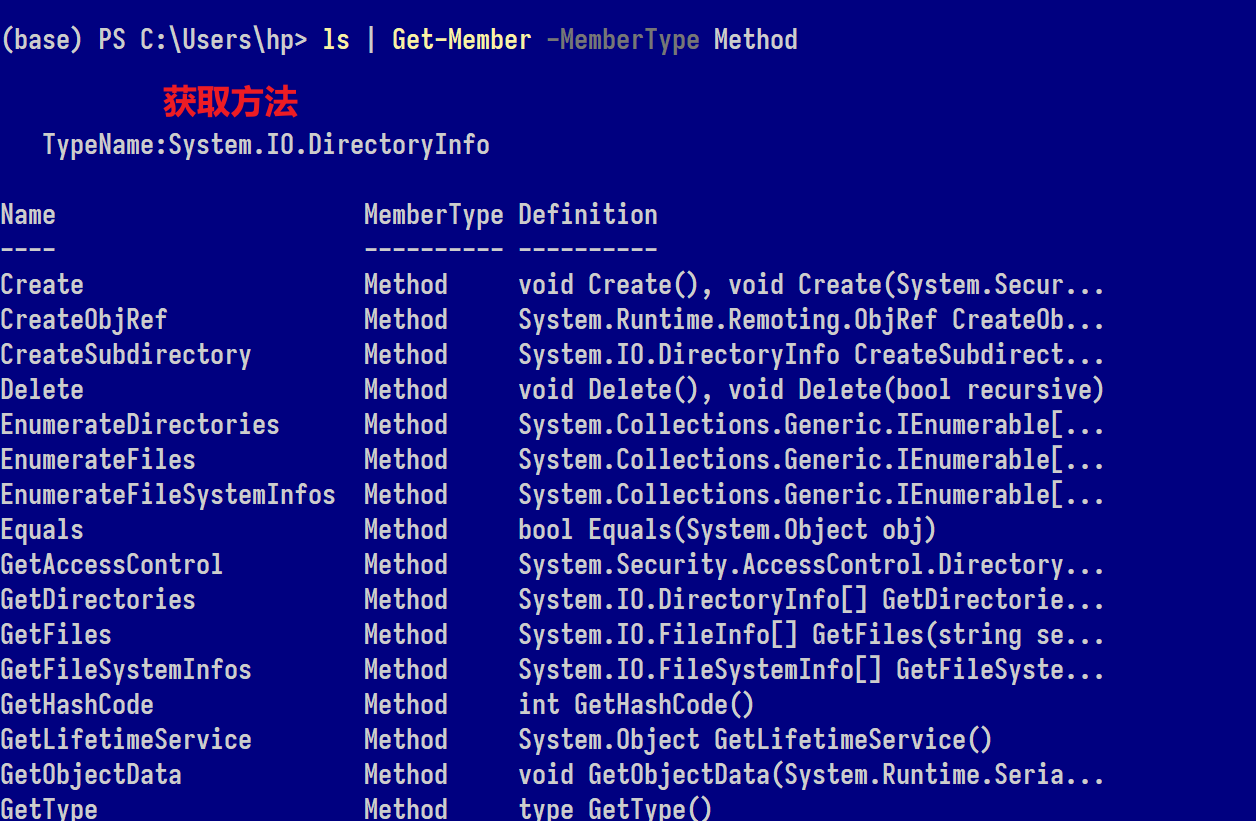 (base) PS C:\Users\hp> ls | Get-Member -MemberType Method
获取方法
TypeName:System.IO.DirectoryInfo
Name MemberType Definition
---- ---------- ----------
Create Method void Create(), void Create(System.Secur...
CreateObjRef Method System.Runtime.Remoting.ObjRef CreateOb...
CreateSubdirectory Method System.IO.DirectoryInfo CreateSubdirect...
Delete Method void Delete(), void Delete(bool recursive)
EnumerateDirectories Method System.Collections.Generic.IEnumerable[...
EnumerateFiles Method System.Collections.Generic.IEnumerable[...
EnumerateFileSystemInfos Method System.Collections.Generic.IEnumerable[...
Equals Method bool Equals(System.Object obj)
GetAccessControl Method System.Security.AccessControl.Directory...
GetDirectories Method System.IO.DirectoryInfo[] GetDirectorie...
GetFiles Method System.IO.FileInfo[] GetFiles(string se...
GetFileSystemInfos Method System.IO.FileSystemInfo[] GetFileSyste...
GetHashCode Method int GetHashCode()
GetLifetimeService Method System.Object GetLifetimeService()
GetObjectData Method void GetObjectData(System.Runtime.Seria...
GetType Method type GetType()